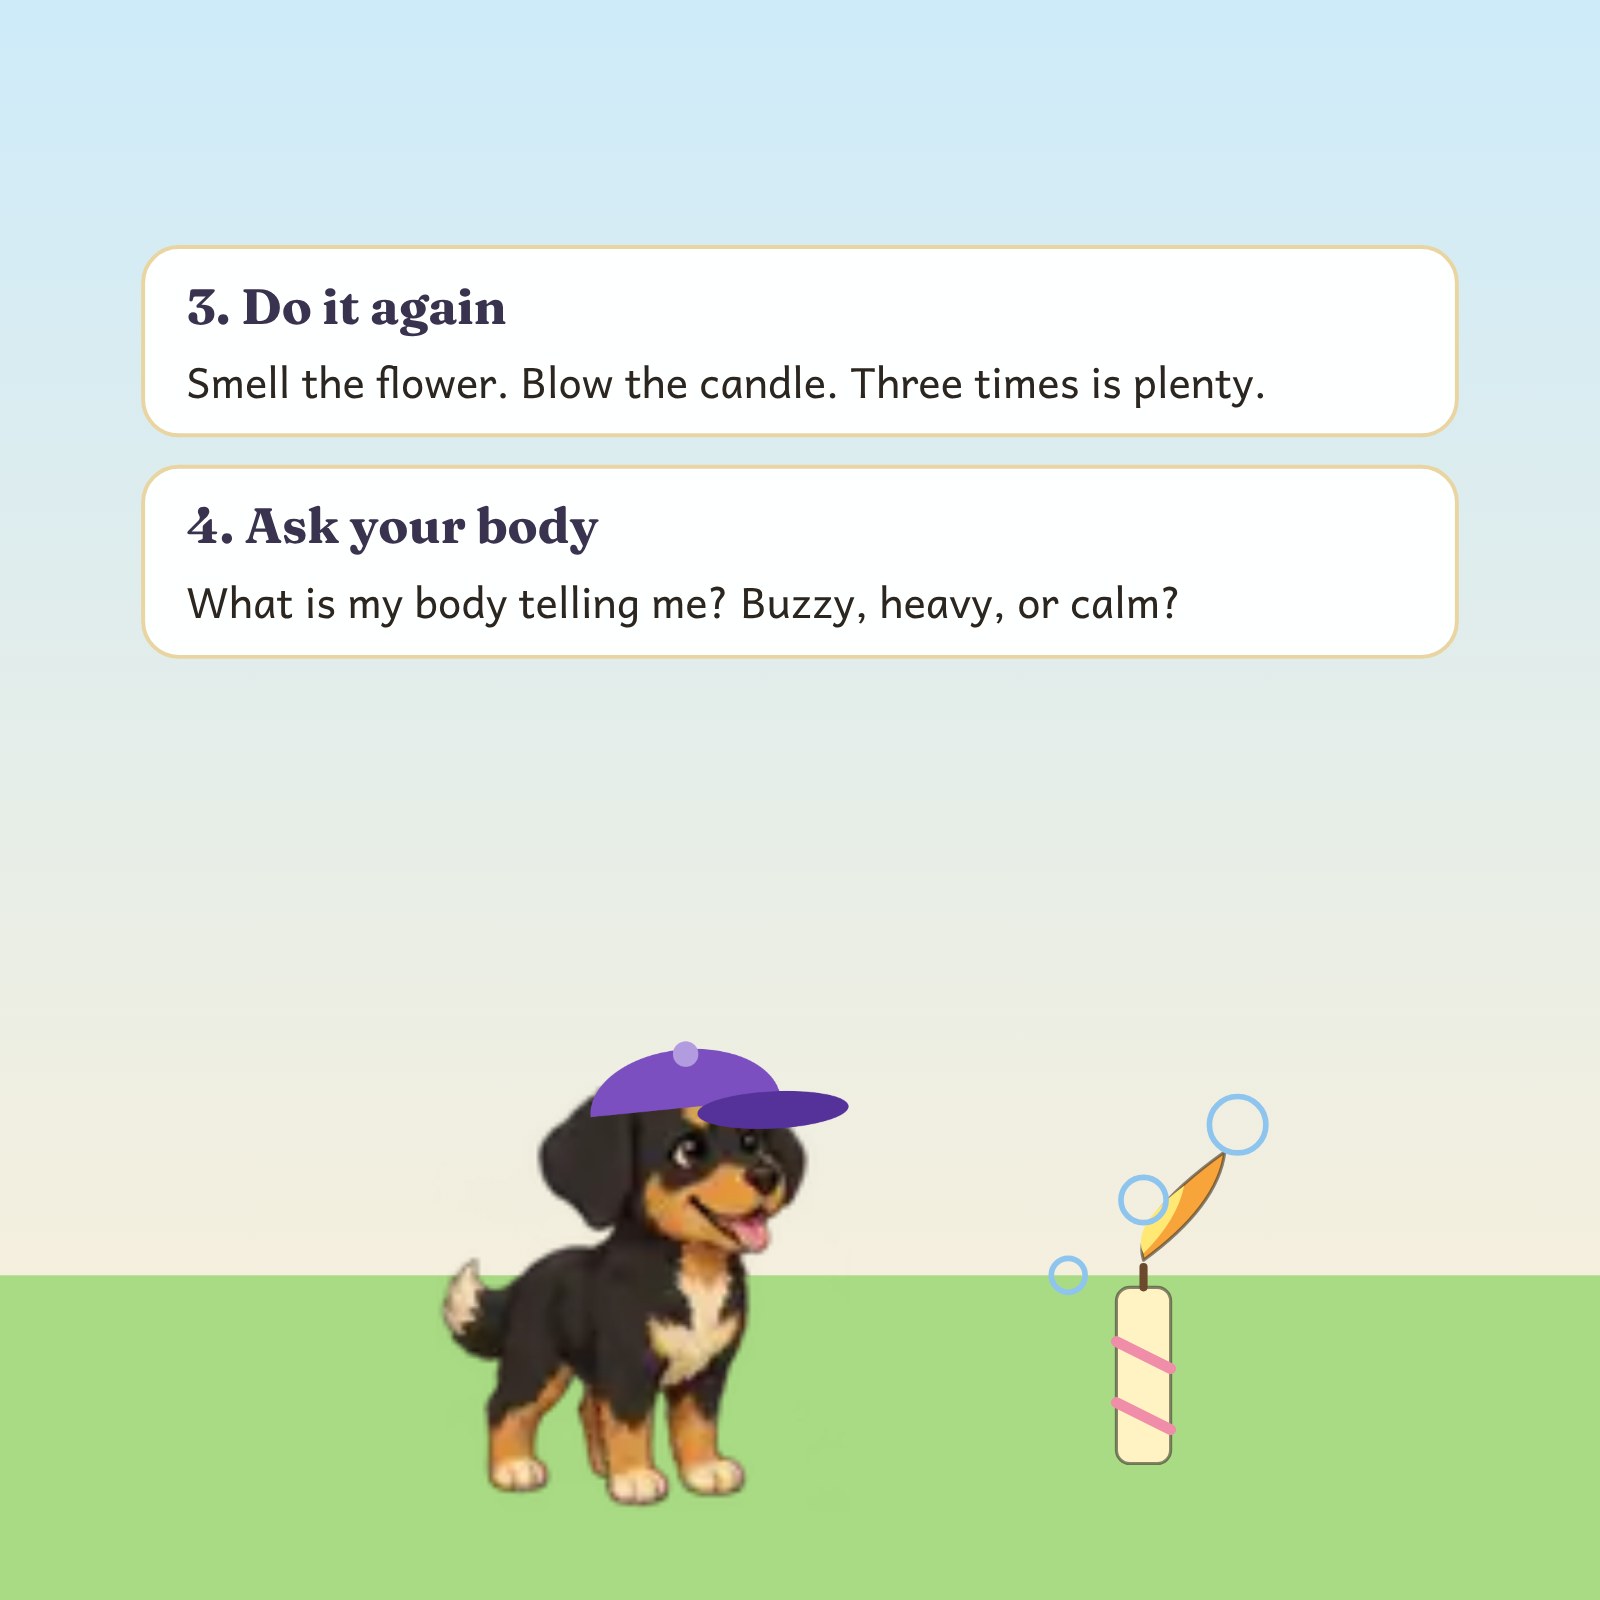 3. Do it again
Smell the flower. Blow the candle. Three times is plenty.
4. Ask your body
What is my body telling me? Buzzy, heavy, or calm?